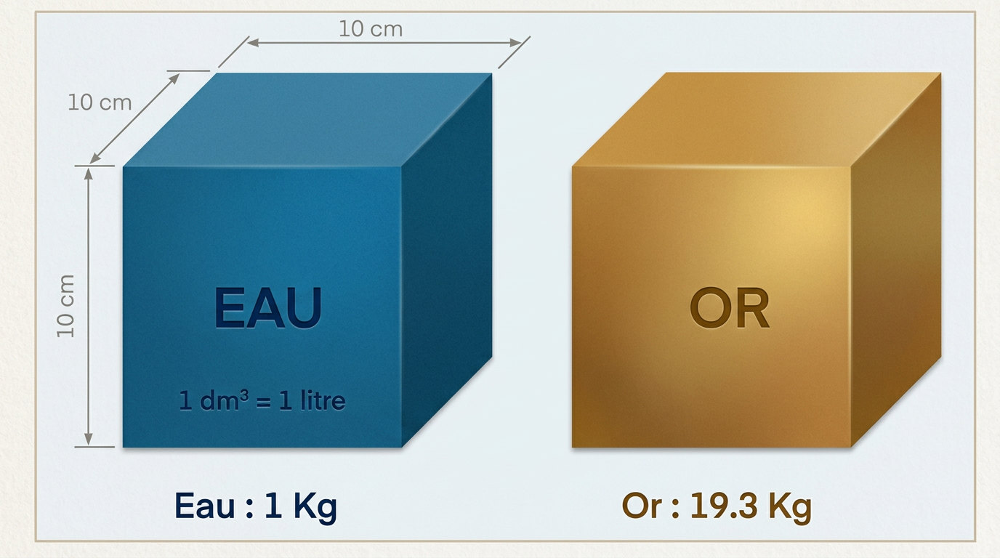 10 cm
10 cm
10 cm
EAU
1 dm³ = 1 litre
OR
Eau : 1 Kg
Or : 19.3 Kg